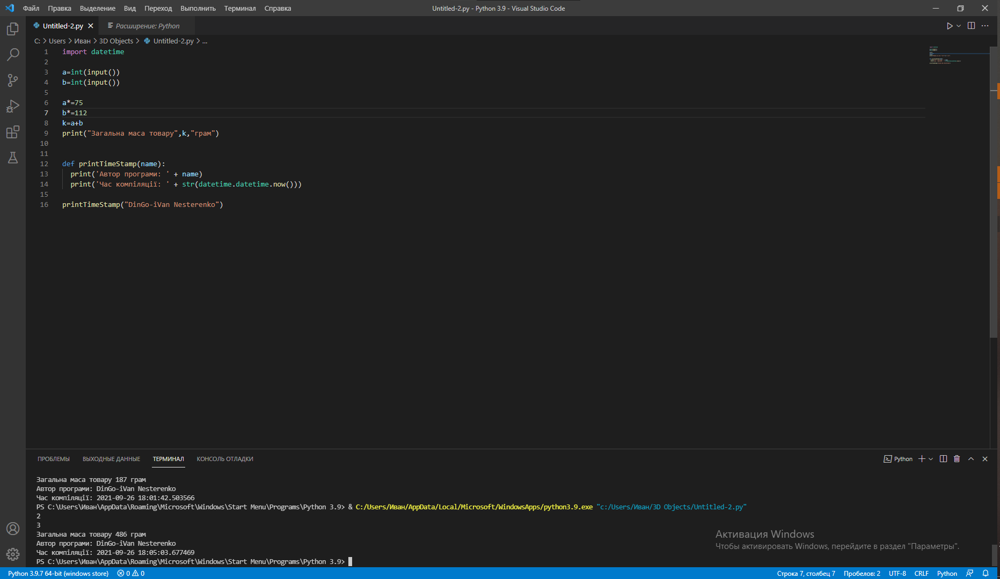 Файл Правка Выделение Вид Переход Выполнить Терминал Справка
Untitled-2.py - Python 3.9 - Visual Studio Code
Untitled-2.py Расширение: Python
C: > Users > Иван > 3D Objects > Untitled-2.py > ...
1 import datetime
2
3 a=int(input())
4 b=int(input())
5
6 a*=75
7 b*=112
8 k=a+b
9 print("Загальна маса товару",k,"грам")
10
11
12 def printTimeStamp(name):
13 print('Автор програми: ' + name)
14 print('Час компіляції: ' + str(datetime.datetime.now()))
15
16 printTimeStamp("DinGo-iVan Nesterenko")
ПРОБЛЕМЫ ВЫХОДНЫЕ ДАННЫЕ ТЕРМИНАЛ КОНСОЛЬ ОТЛАДКИ
Python
Загальна маса товару 187 грам
Автор програми: DinGo-iVan Nesterenko
Час компіляції: 2021-09-26 18:01:42.503566
PS C:\Users\Иван\AppData\Roaming\Microsoft\Windows\Start Menu\Programs\Python 3.9> & C:/Users/Иван/AppData/Local/Microsoft/WindowsApps/python3.9.exe "c:/Users/Иван/3D Objects/Untitled-2.py"
2
3
Загальна маса товару 486 грам
Автор програми: DinGo-iVan Nesterenko
Час компіляції: 2021-09-26 18:05:03.677469
PS C:\Users\Иван\AppData\Roaming\Microsoft\Windows\Start Menu\Programs\Python 3.9>
Активация Windows
Чтобы активировать Windows, перейдите в раздел "Параметры".
Python 3.9.7 64-bit (windows store) 0 0
Строка 7, столбец 7 Пробелов: 2 UTF-8 CRLF Python